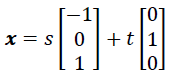 x = s [-1 0 1] + t [0 1 0]